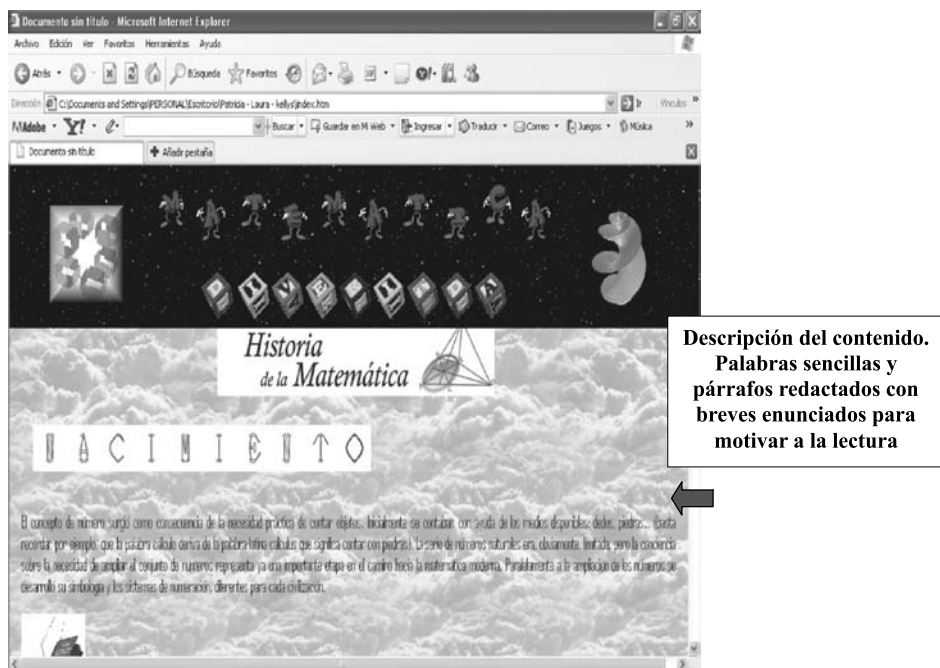 Documento sin título - Microsoft Internet Explorer
Archivo Edición Ver Favoritos Herramientas Ayuda
Atrás Búsqueda Favoritos
Dirección C:\Documents and Settings\PERSONAL\Escritorio\Patricia - Laura - kellys\index.htm Ir Vínculos »
Adobe Y! Buscar Guardar en Mi Web Ingresar Traducir Correo Juegos Música »
Documento sin título Añadir pestaña
MATEMATICA
DIVERTIDA
Historia
de la Matemática
NACIMIENTO
El concepto de número surgió como consecuencia de la necesidad práctica de contar objetos. Inicialmente se contaban con ayuda de los medios disponibles: dedos, piedras... (basta
recordar por ejemplo, que la palabra cálculo deriva de la palabra latina calculus que significa contar con piedras). La serie de números naturales era, obviamente, limitada, pero la conciencia
sobre la necesidad de ampliar el conjunto de números representa ya una importante etapa en el camino hacia la matemática moderna. Paralelamente a la ampliación de los números se
desarrolló su simbología y los sistemas de numeración, diferentes para cada civilización.
Descripción del contenido.
Palabras sencillas y
párrafos redactados con
breves enunciados para
motivar a la lectura